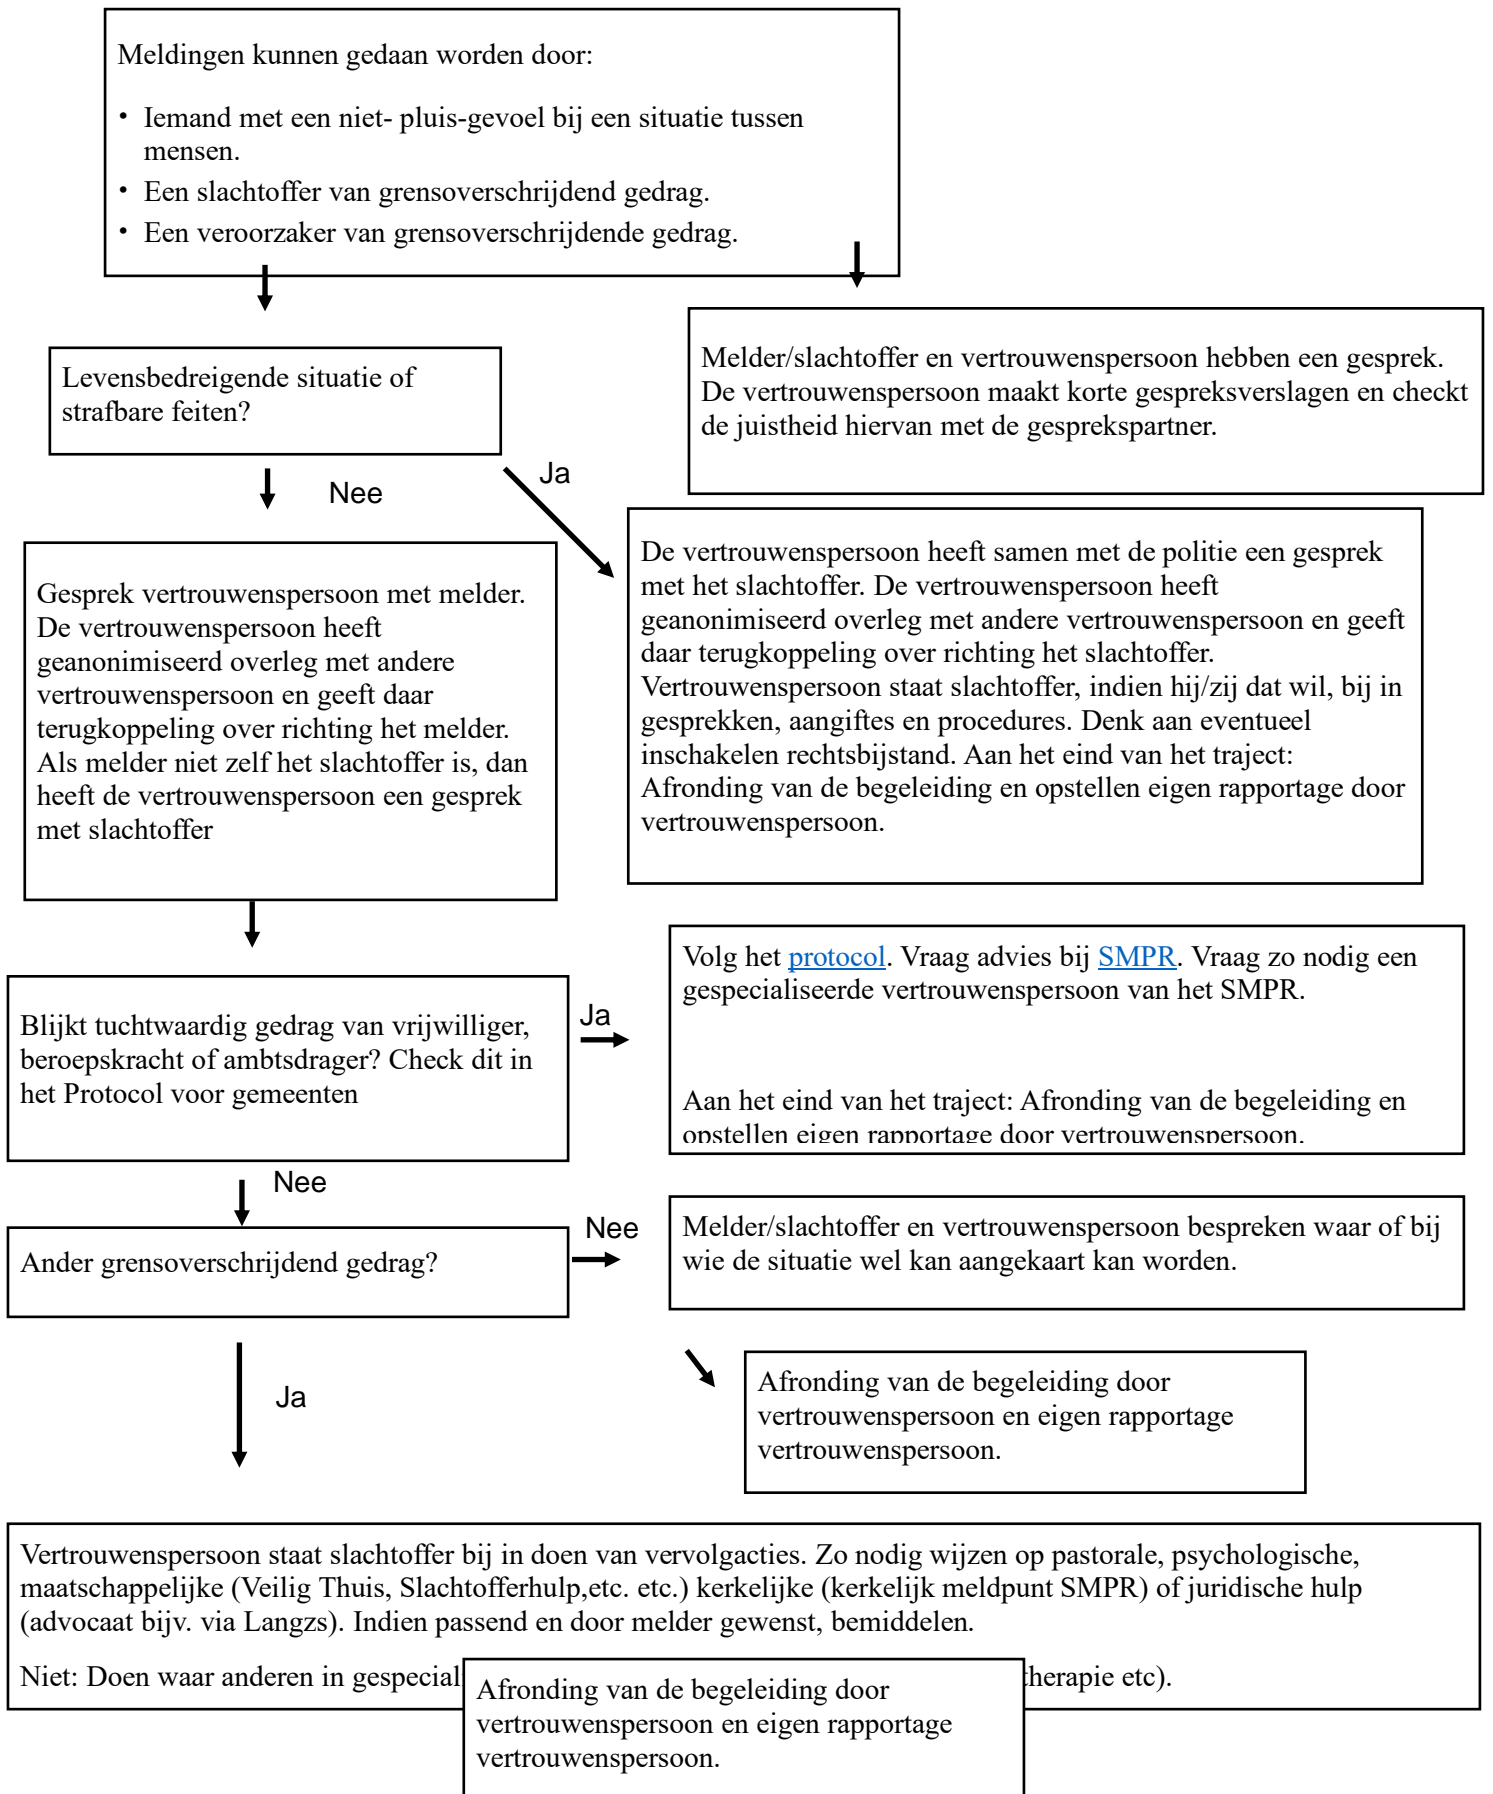 Meldingen kunnen gedaan worden door:
• Iemand met een niet- pluis-gevoel bij een situatie tussen
mensen.
• Een slachtoffer van grensoverschrijdend gedrag.
• Een veroorzaker van grensoverschrijdende gedrag.
Melder/slachtoffer en vertrouwenspersoon hebben een gesprek.
De vertrouwenspersoon maakt korte gespreksverslagen en checkt
de juistheid hiervan met de gesprekspartner.
Levensbedreigende situatie of
strafbare feiten?
Ja
Nee
De vertrouwenspersoon heeft samen met de politie een gesprek
met het slachtoffer. De vertrouwenspersoon heeft
geanonimiseerd overleg met andere vertrouwenspersoon en geeft
daar terugkoppeling over richting het slachtoffer.
Vertrouwenspersoon staat slachtoffer, indien hij/zij dat wil, bij in
gesprekken, aangiftes en procedures. Denk aan eventueel
inschakelen rechtsbijstand. Aan het eind van het traject:
Afronding van de begeleiding en opstellen eigen rapportage door
vertrouwenspersoon.
Gesprek vertrouwenspersoon met melder.
De vertrouwenspersoon heeft
geanonimiseerd overleg met andere
vertrouwenspersoon en geeft daar
terugkoppeling over richting het melder.
Als melder niet zelf het slachtoffer is, dan
heeft de vertrouwenspersoon een gesprek
met slachtoffer
Blijkt tuchtwaardig gedrag van vrijwilliger,
beroepskracht of ambtsdrager? Check dit in
het Protocol voor gemeenten
Ja
Volg het protocol. Vraag advies bij SMPR. Vraag zo nodig een
gespecialiseerde vertrouwenspersoon van het SMPR.
Aan het eind van het traject: Afronding van de begeleiding en
opstellen eigen rapportage door vertrouwenspersoon.
Nee
Ander grensoverschrijdend gedrag?
Nee
Melder/slachtoffer en vertrouwenspersoon bespreken waar of bij
wie de situatie wel kan aangekaart kan worden.
Afronding van de begeleiding door
vertrouwenspersoon en eigen rapportage
vertrouwenspersoon.
Ja
Vertrouwenspersoon staat slachtoffer bij in doen van vervolgacties. Zo nodig wijzen op pastorale, psychologische,
maatschappelijke (Veilig Thuis, Slachtofferhulp,etc. etc.) kerkelijke (kerkelijk meldpunt SMPR) of juridische hulp
(advocaat bijv. via Langzs). Indien passend en door melder gewenst, bemiddelen.
Niet: Doen waar anderen in gespecial therapie etc).
Afronding van de begeleiding door
vertrouwenspersoon en eigen rapportage
vertrouwenspersoon.